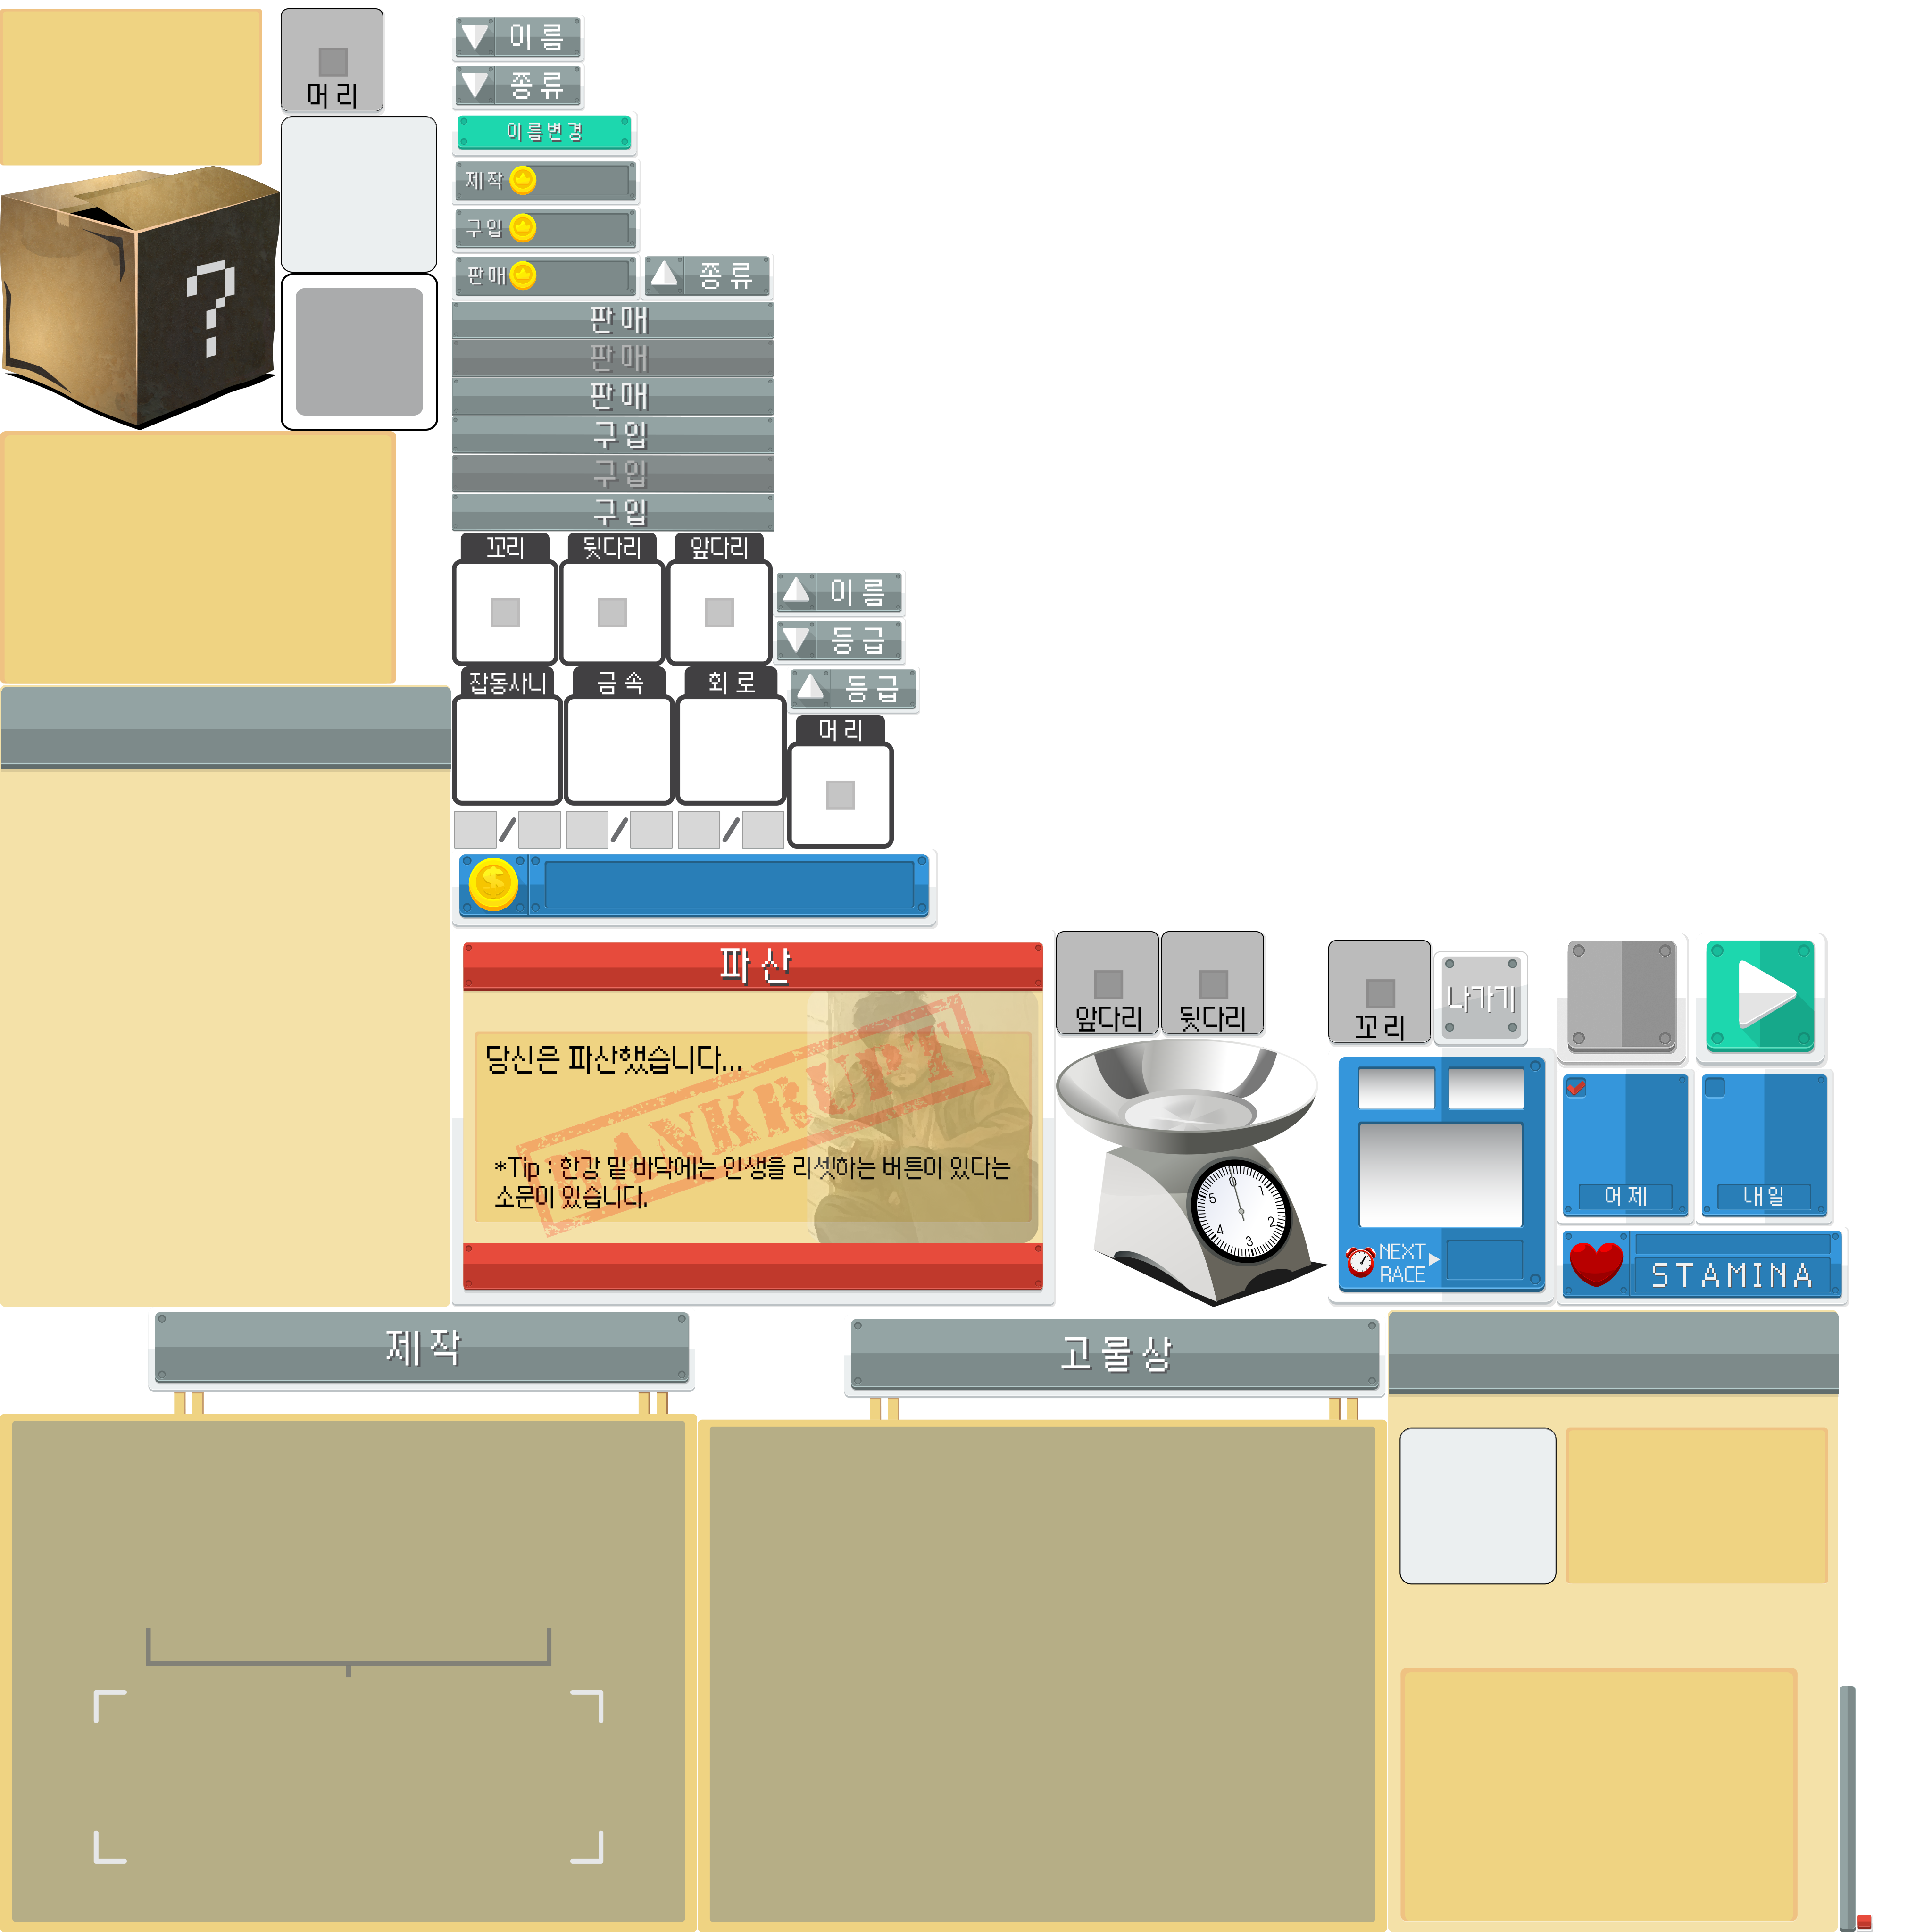 머리
이름
종류
이름변경
제작
구입
판매
종류
판매
판매
판매
구입
구입
구입
꼬리
뒷다리
앞다리
이름
등급
잡동사니
금속
회로
등급
머리
파산
당신은 파산했습니다...
BANKRUPT
*Tip : 한강 밑 바닥에는 인생을 리셋하는 버튼이 있다는
소문이 있습니다.
앞다리
뒷다리
0
1
2
3
4
5
꼬리
나가기
NEXT
RACE
어제
내일
STAMINA
제작
고물상
?
$